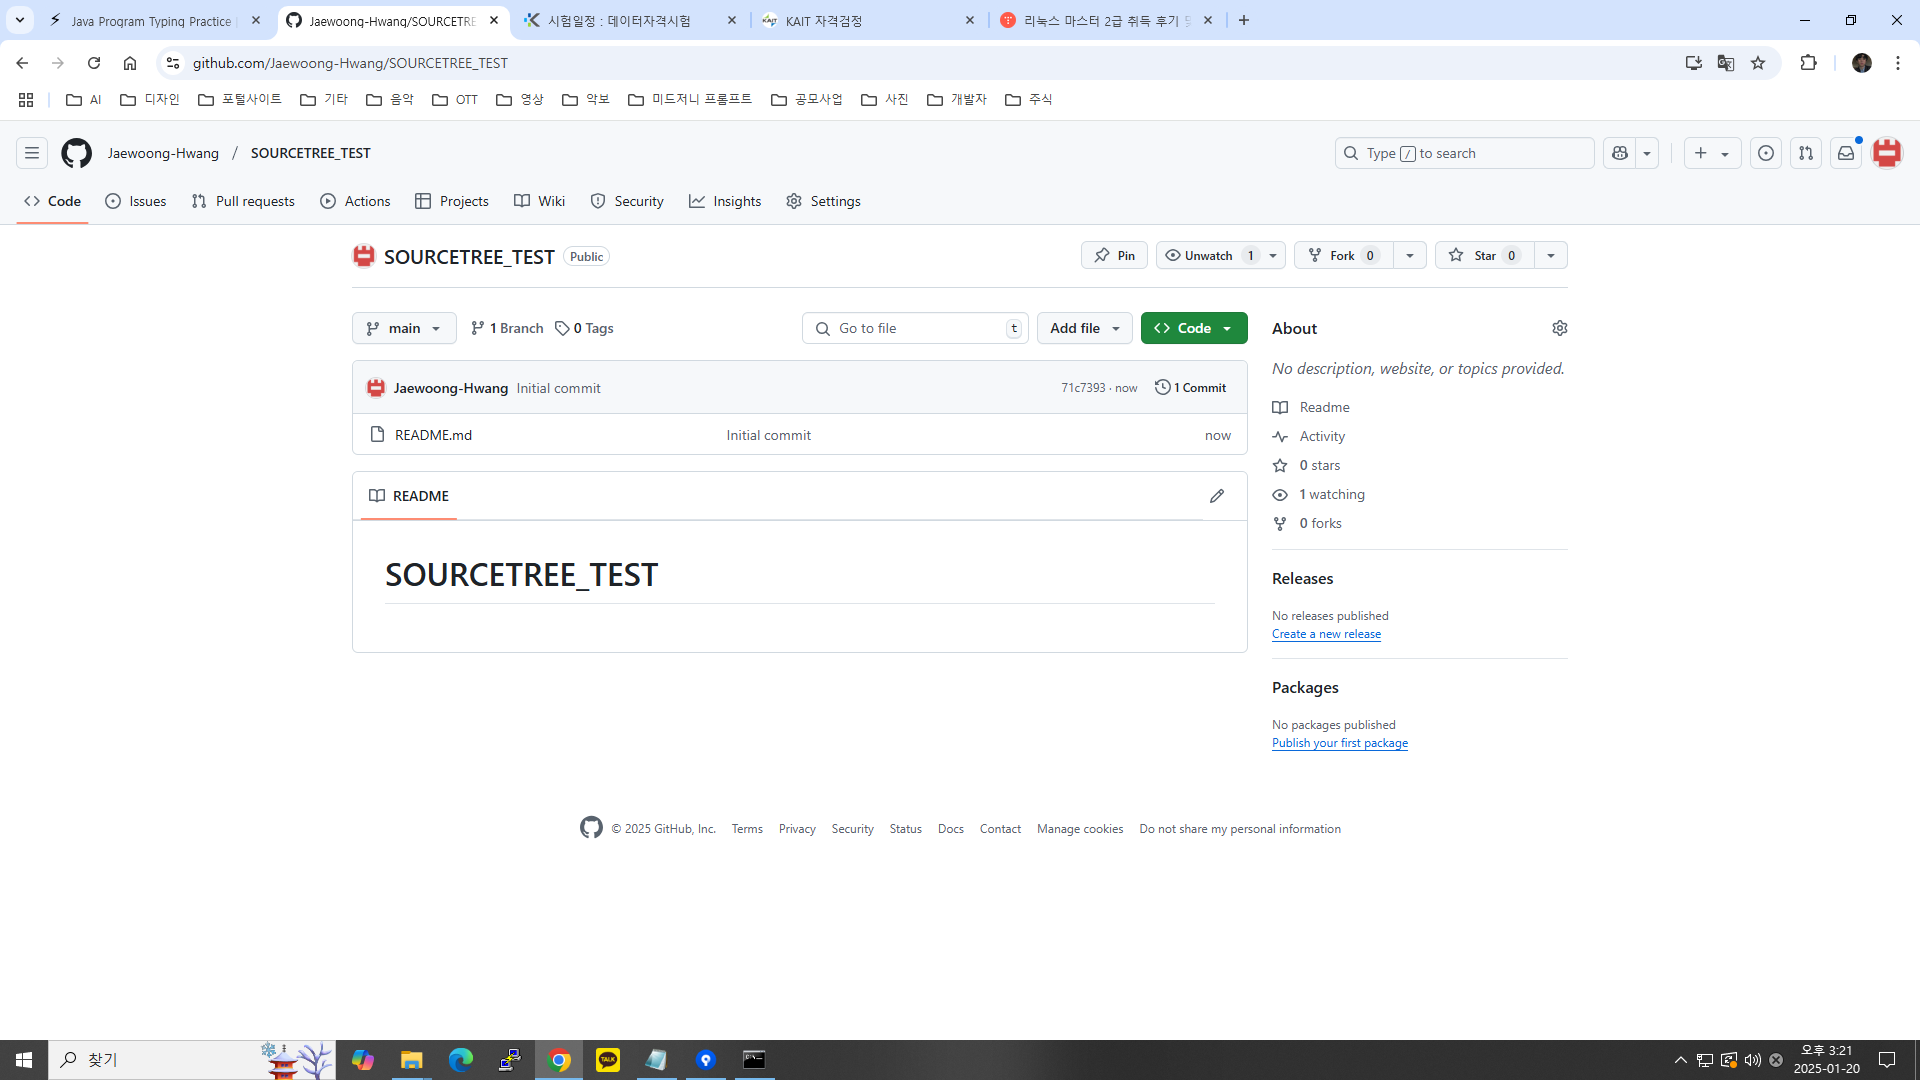 Java Program Typing Practice
Jaewoong-Hwang/SOURCETRE
시험일정 : 데이터자격시험
KAIT 자격검정
리눅스 마스터 2급 취득 후기 및
github.com/Jaewoong-Hwang/SOURCETREE_TEST
AI
디자인
포털사이트
기타
음악
OTT
영상
악보
미드저니 프롬프트
공모사업
사진
개발자
주식
Jaewoong-Hwang / SOURCETREE_TEST
Type / to search
Code
Issues
Pull requests
Actions
Projects
Wiki
Security
Insights
Settings
SOURCETREE_TEST Public
Pin
Unwatch 1
Fork 0
Star 0
main
1 Branch
0 Tags
Go to file t
Add file
Code
Jaewoong-Hwang Initial commit 71c7393 · now 1 Commit
README.md Initial commit now
README
SOURCETREE_TEST
About
No description, website, or topics provided.
Readme
Activity
0 stars
1 watching
0 forks
Releases
No releases published
Create a new release
Packages
No packages published
Publish your first package
© 2025 GitHub, Inc. Terms Privacy Security Status Docs Contact Manage cookies Do not share my personal information
찾기
TALK
오후 3:21
2025-01-20